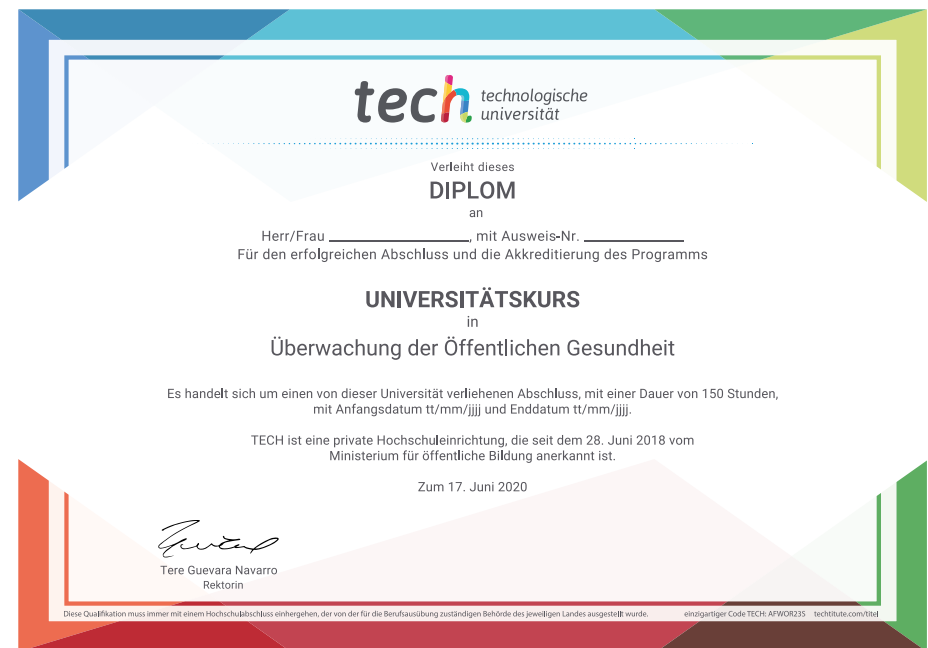 tech technologische
universität
Verleiht dieses
DIPLOM
an
Herr/Frau ____________________, mit Ausweis-Nr. ______________
Für den erfolgreichen Abschluss und die Akkreditierung des Programms
UNIVERSITÄTSKURS
in
Überwachung der Öffentlichen Gesundheit
Es handelt sich um einen von dieser Universität verliehenen Abschluss, mit einer Dauer von 150 Stunden,
mit Anfangsdatum tt/mm/jjjj und Enddatum tt/mm/jjjj.
TECH ist eine private Hochschuleinrichtung, die seit dem 28. Juni 2018 vom
Ministerium für öffentliche Bildung anerkannt ist.
Zum 17. Juni 2020
Tere Guevara Navarro
Rektorin
Diese Qualifikation muss immer mit einem Hochschulabschluss einhergehen, der von der für die Berufsausübung zuständigen Behörde des jeweiligen Landes ausgestellt wurde. einzigartiger Code TECH: AFWOR23S techtitute.com/titel